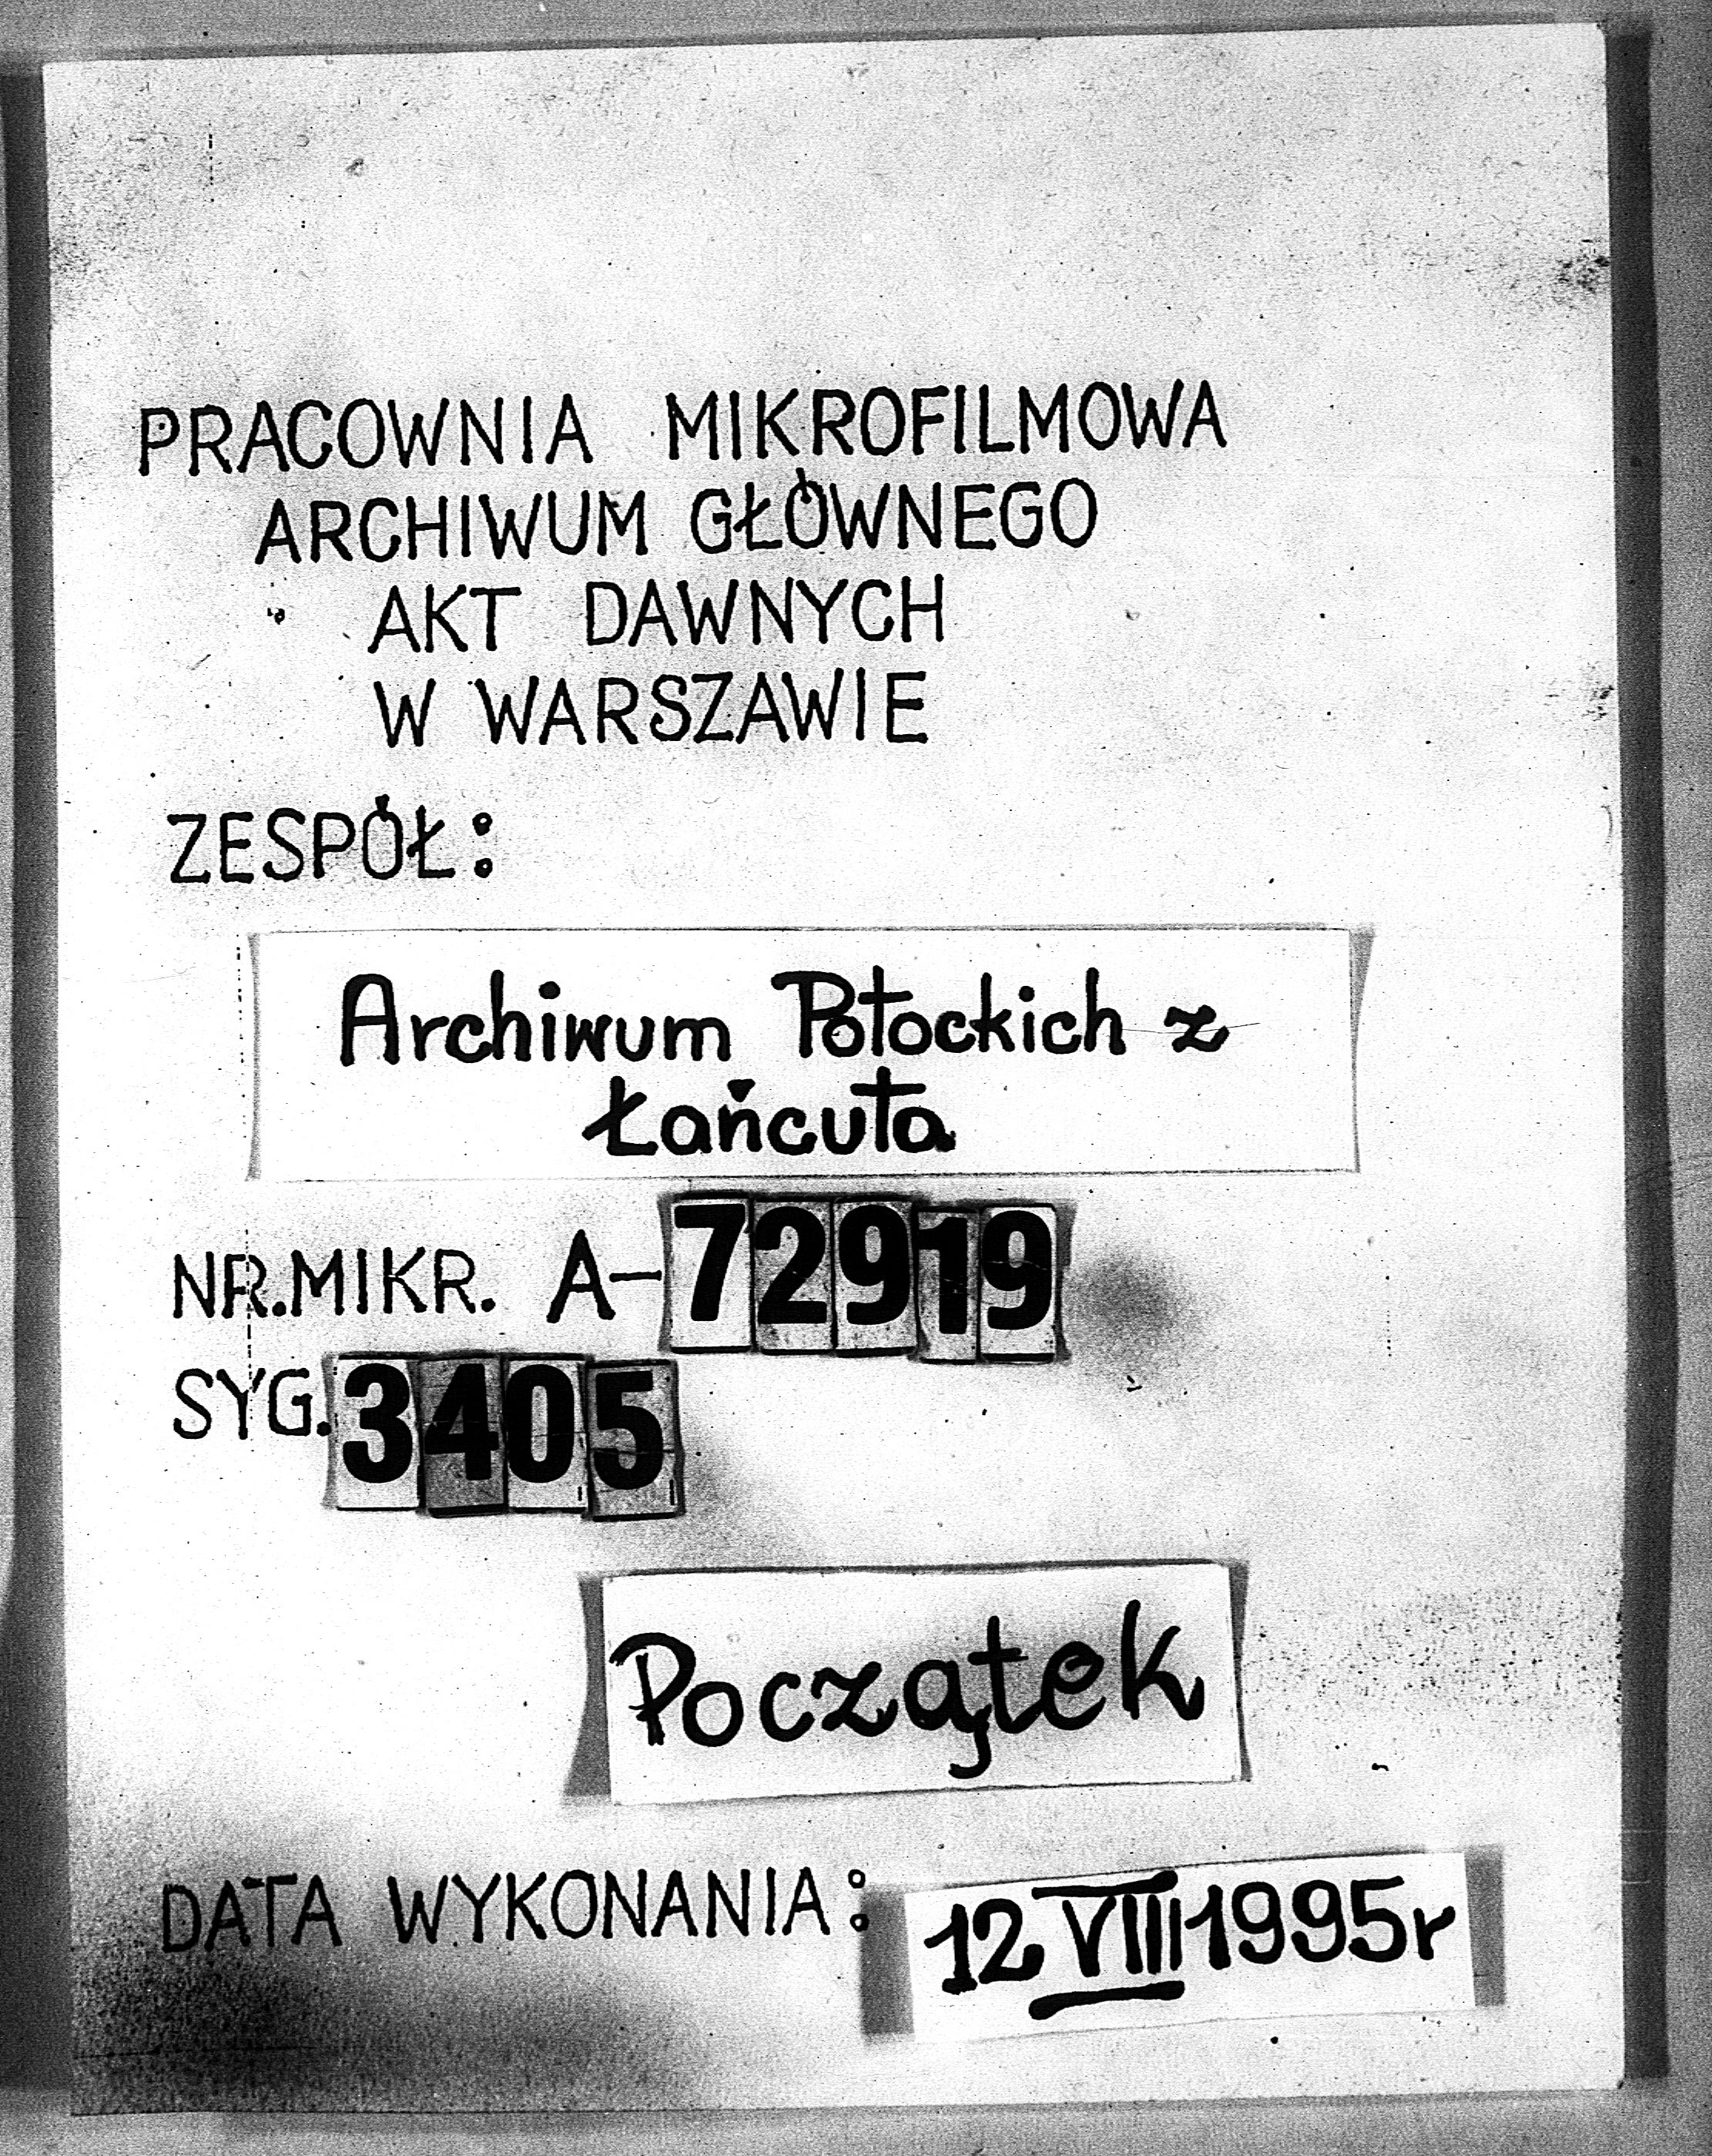 PRACOWNIA MIKROFILMOWA
ARCHIWUM GŁÓWNEGO
AKT DAWNYCH
W WARSZAWIE
ZESPÓŁ:
Archiwum Potockich z
Łańcuta
NR.MIKR. A-72919
SYG. 3405
Początek
DATA WYKONANIA: 12 VIII 1995r